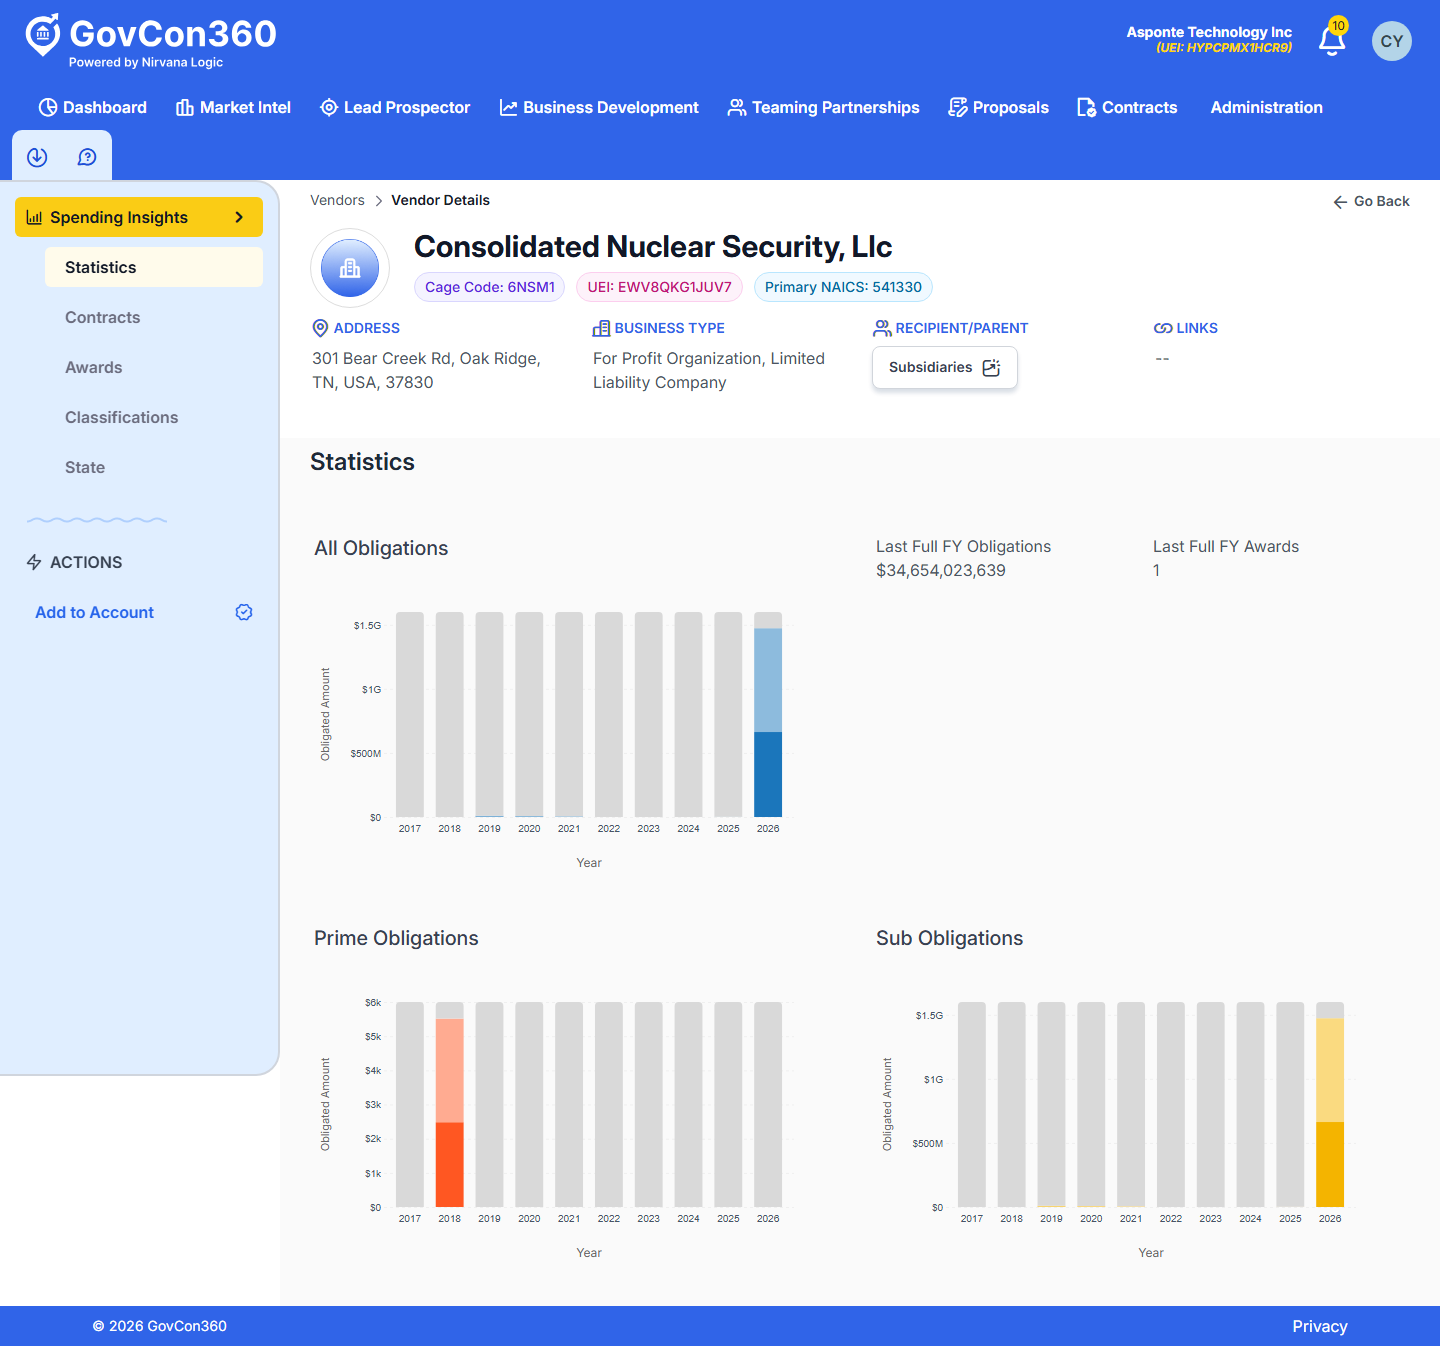 GovCon360
Powered by Nirvana Logic
Asponte Technology Inc
(UEI: HYPCPMX1HCR9)
10
CY
Dashboard
Market Intel
Lead Prospector
Business Development
Teaming Partnerships
Proposals
Contracts
Administration
Spending Insights
Statistics
Contracts
Awards
Classifications
State
ACTIONS
Add to Account
Vendors > Vendor Details
Go Back
Consolidated Nuclear Security, Llc
Cage Code: 6NSM1
UEI: EWV8QKG1JUV7
Primary NAICS: 541330
ADDRESS
301 Bear Creek Rd, Oak Ridge,
TN, USA, 37830
BUSINESS TYPE
For Profit Organization, Limited
Liability Company
RECIPIENT/PARENT
Subsidiaries
LINKS
--
Statistics
All Obligations
Last Full FY Obligations
$34,654,023,639
Last Full FY Awards
1
Obligated Amount
$1.5G
$1G
$500M
$0
2017 2018 2019 2020 2021 2022 2023 2024 2025 2026
Year
Prime Obligations
Obligated Amount
$6k
$5k
$4k
$3k
$2k
$1k
$0
2017 2018 2019 2020 2021 2022 2023 2024 2025 2026
Year
Sub Obligations
Obligated Amount
$1.5G
$1G
$500M
$0
2017 2018 2019 2020 2021 2022 2023 2024 2025 2026
Year
© 2026 GovCon360
Privacy